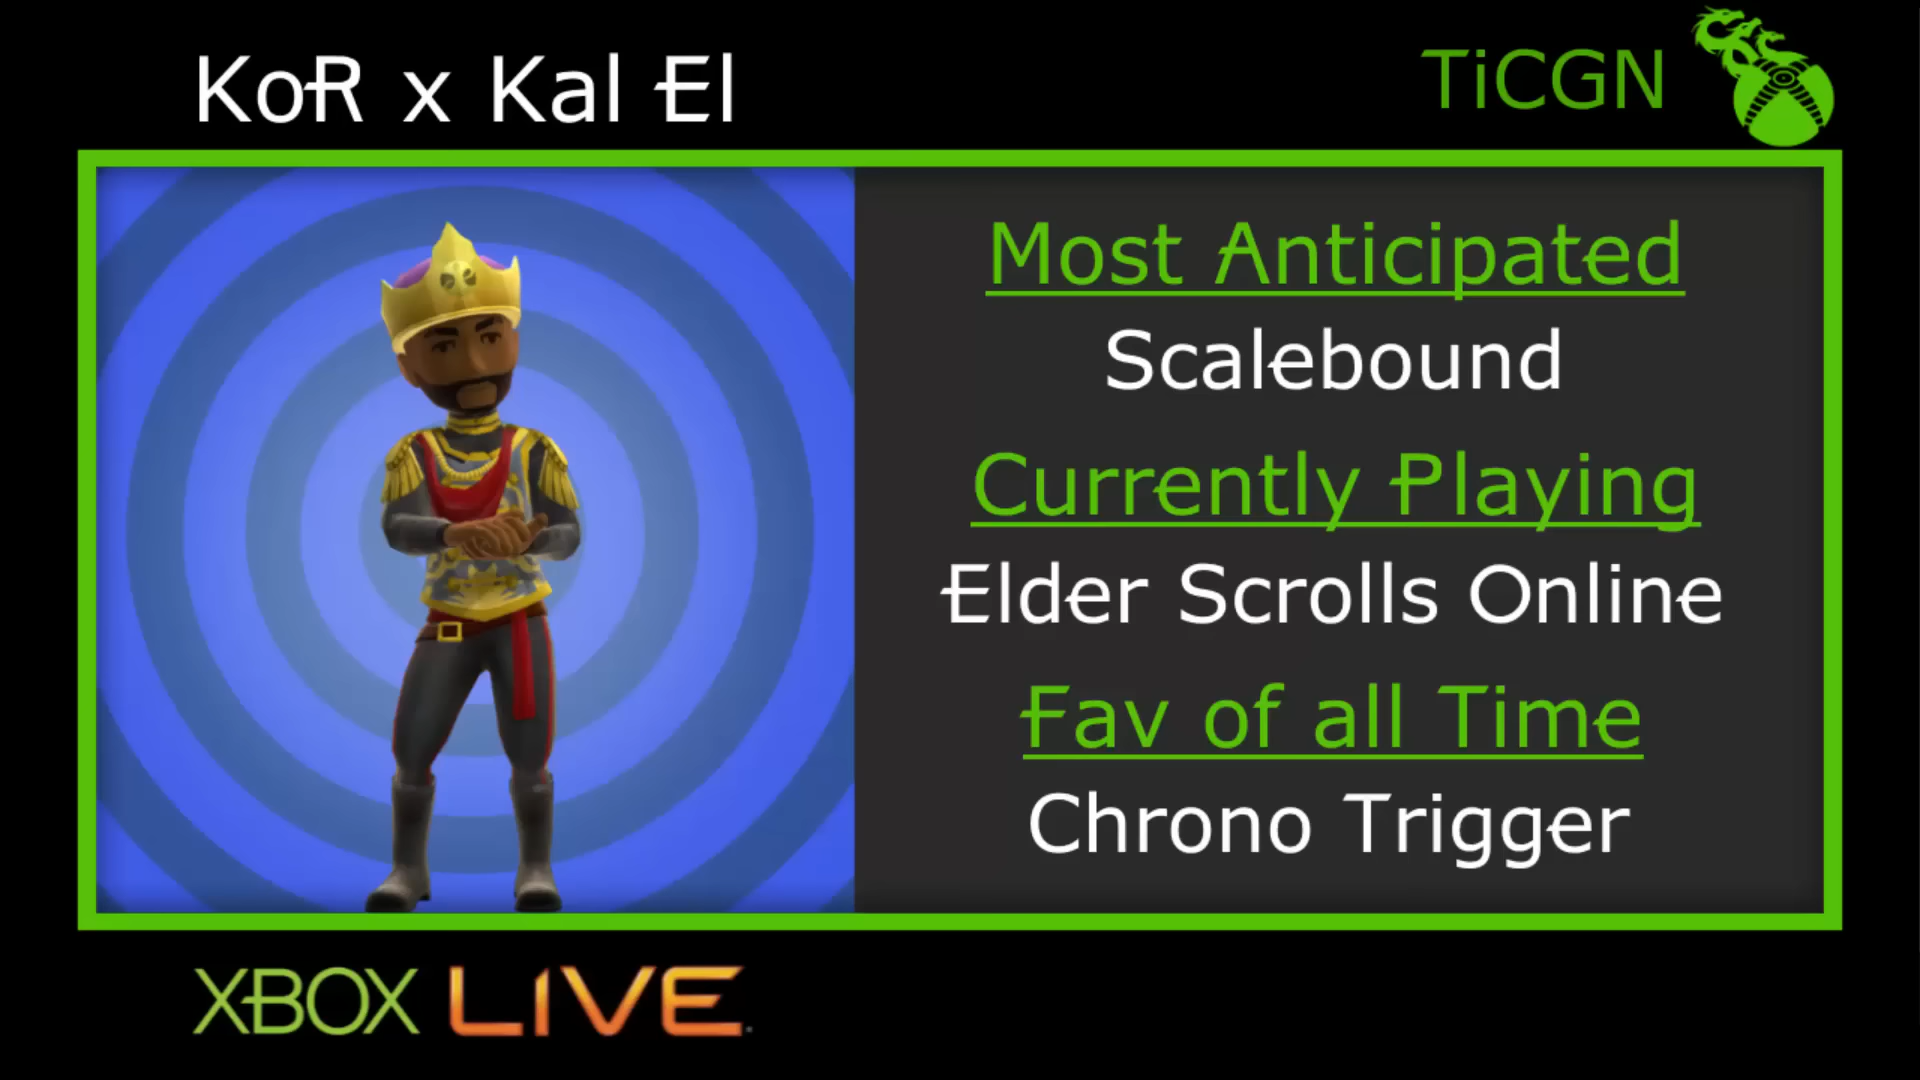 KoR x Kal El
TiCGN
Most Anticipated
Scalebound
Currently Playing
Elder Scrolls Online
Fav of all Time
Chrono Trigger
XBOX LIVE